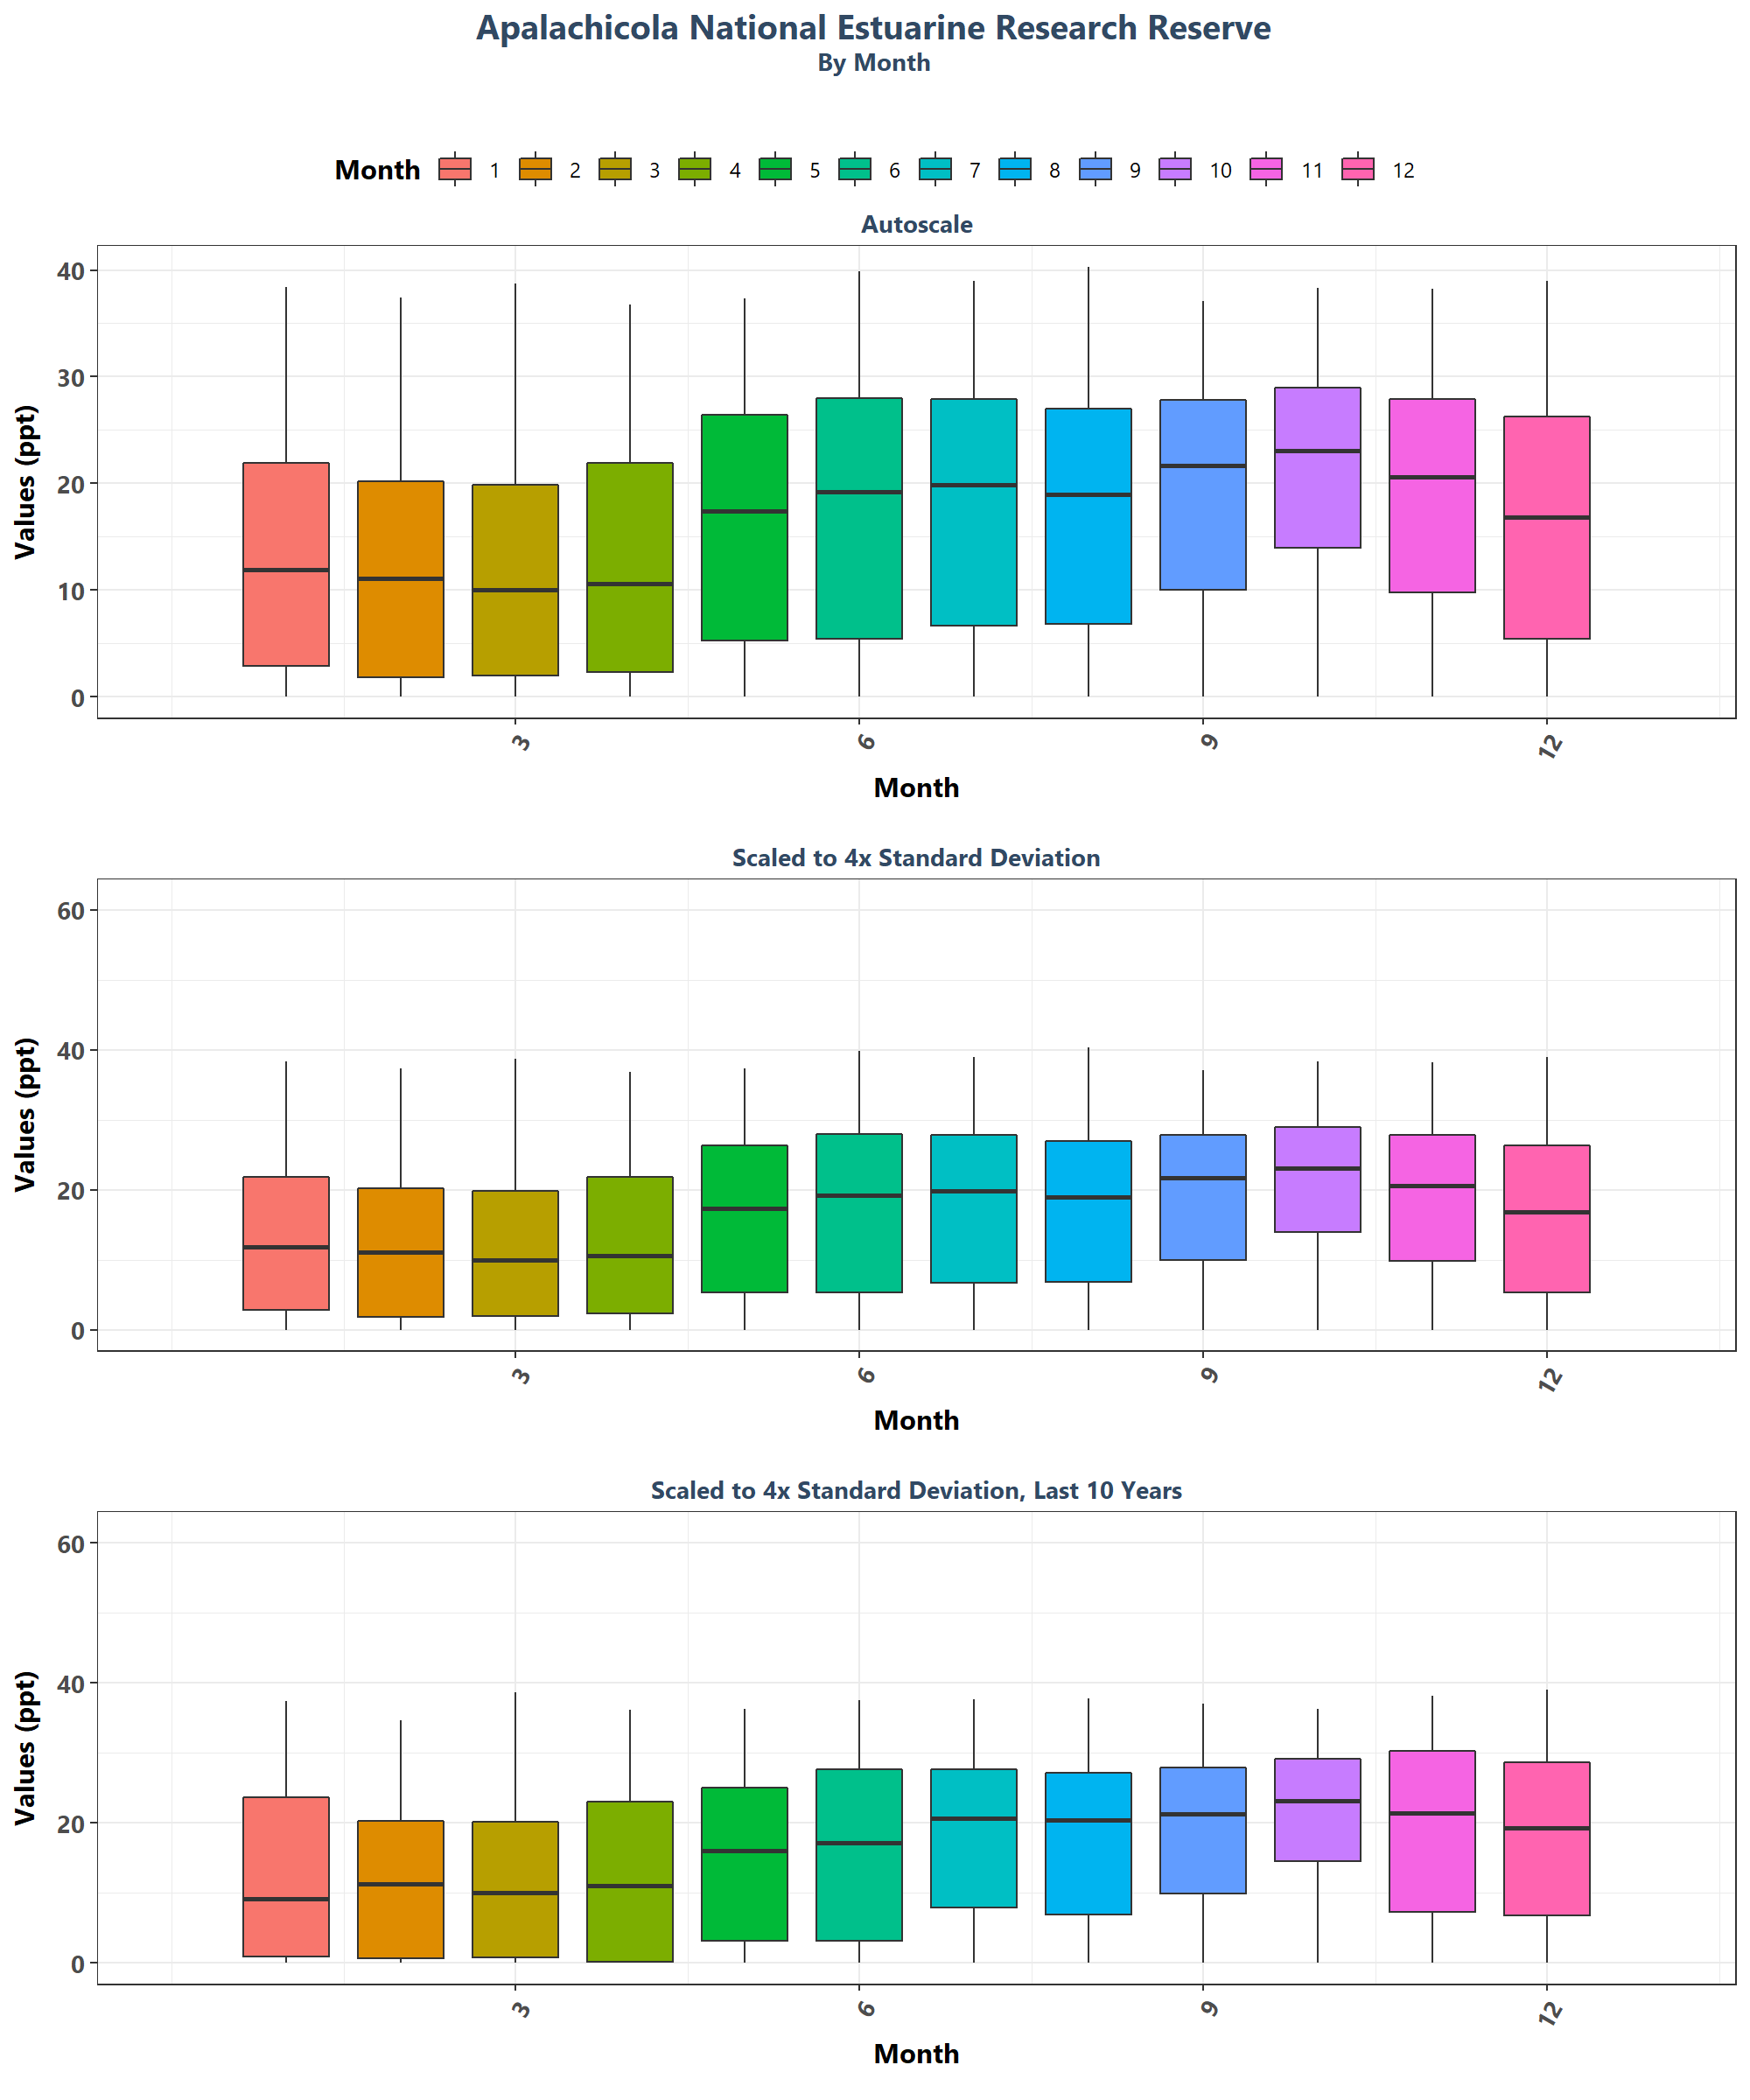 Apalachicola National Estuarine Research Reserve
By Month
Month 1 2 3 4 5 6 7 8 9 10 11 12
Autoscale
Values (ppt)
40
30
20
10
0
3 6 9 12
Month
Scaled to 4x Standard Deviation
Values (ppt)
60
40
20
0
3 6 9 12
Month
Scaled to 4x Standard Deviation, Last 10 Years
Values (ppt)
60
40
20
0
3 6 9 12
Month